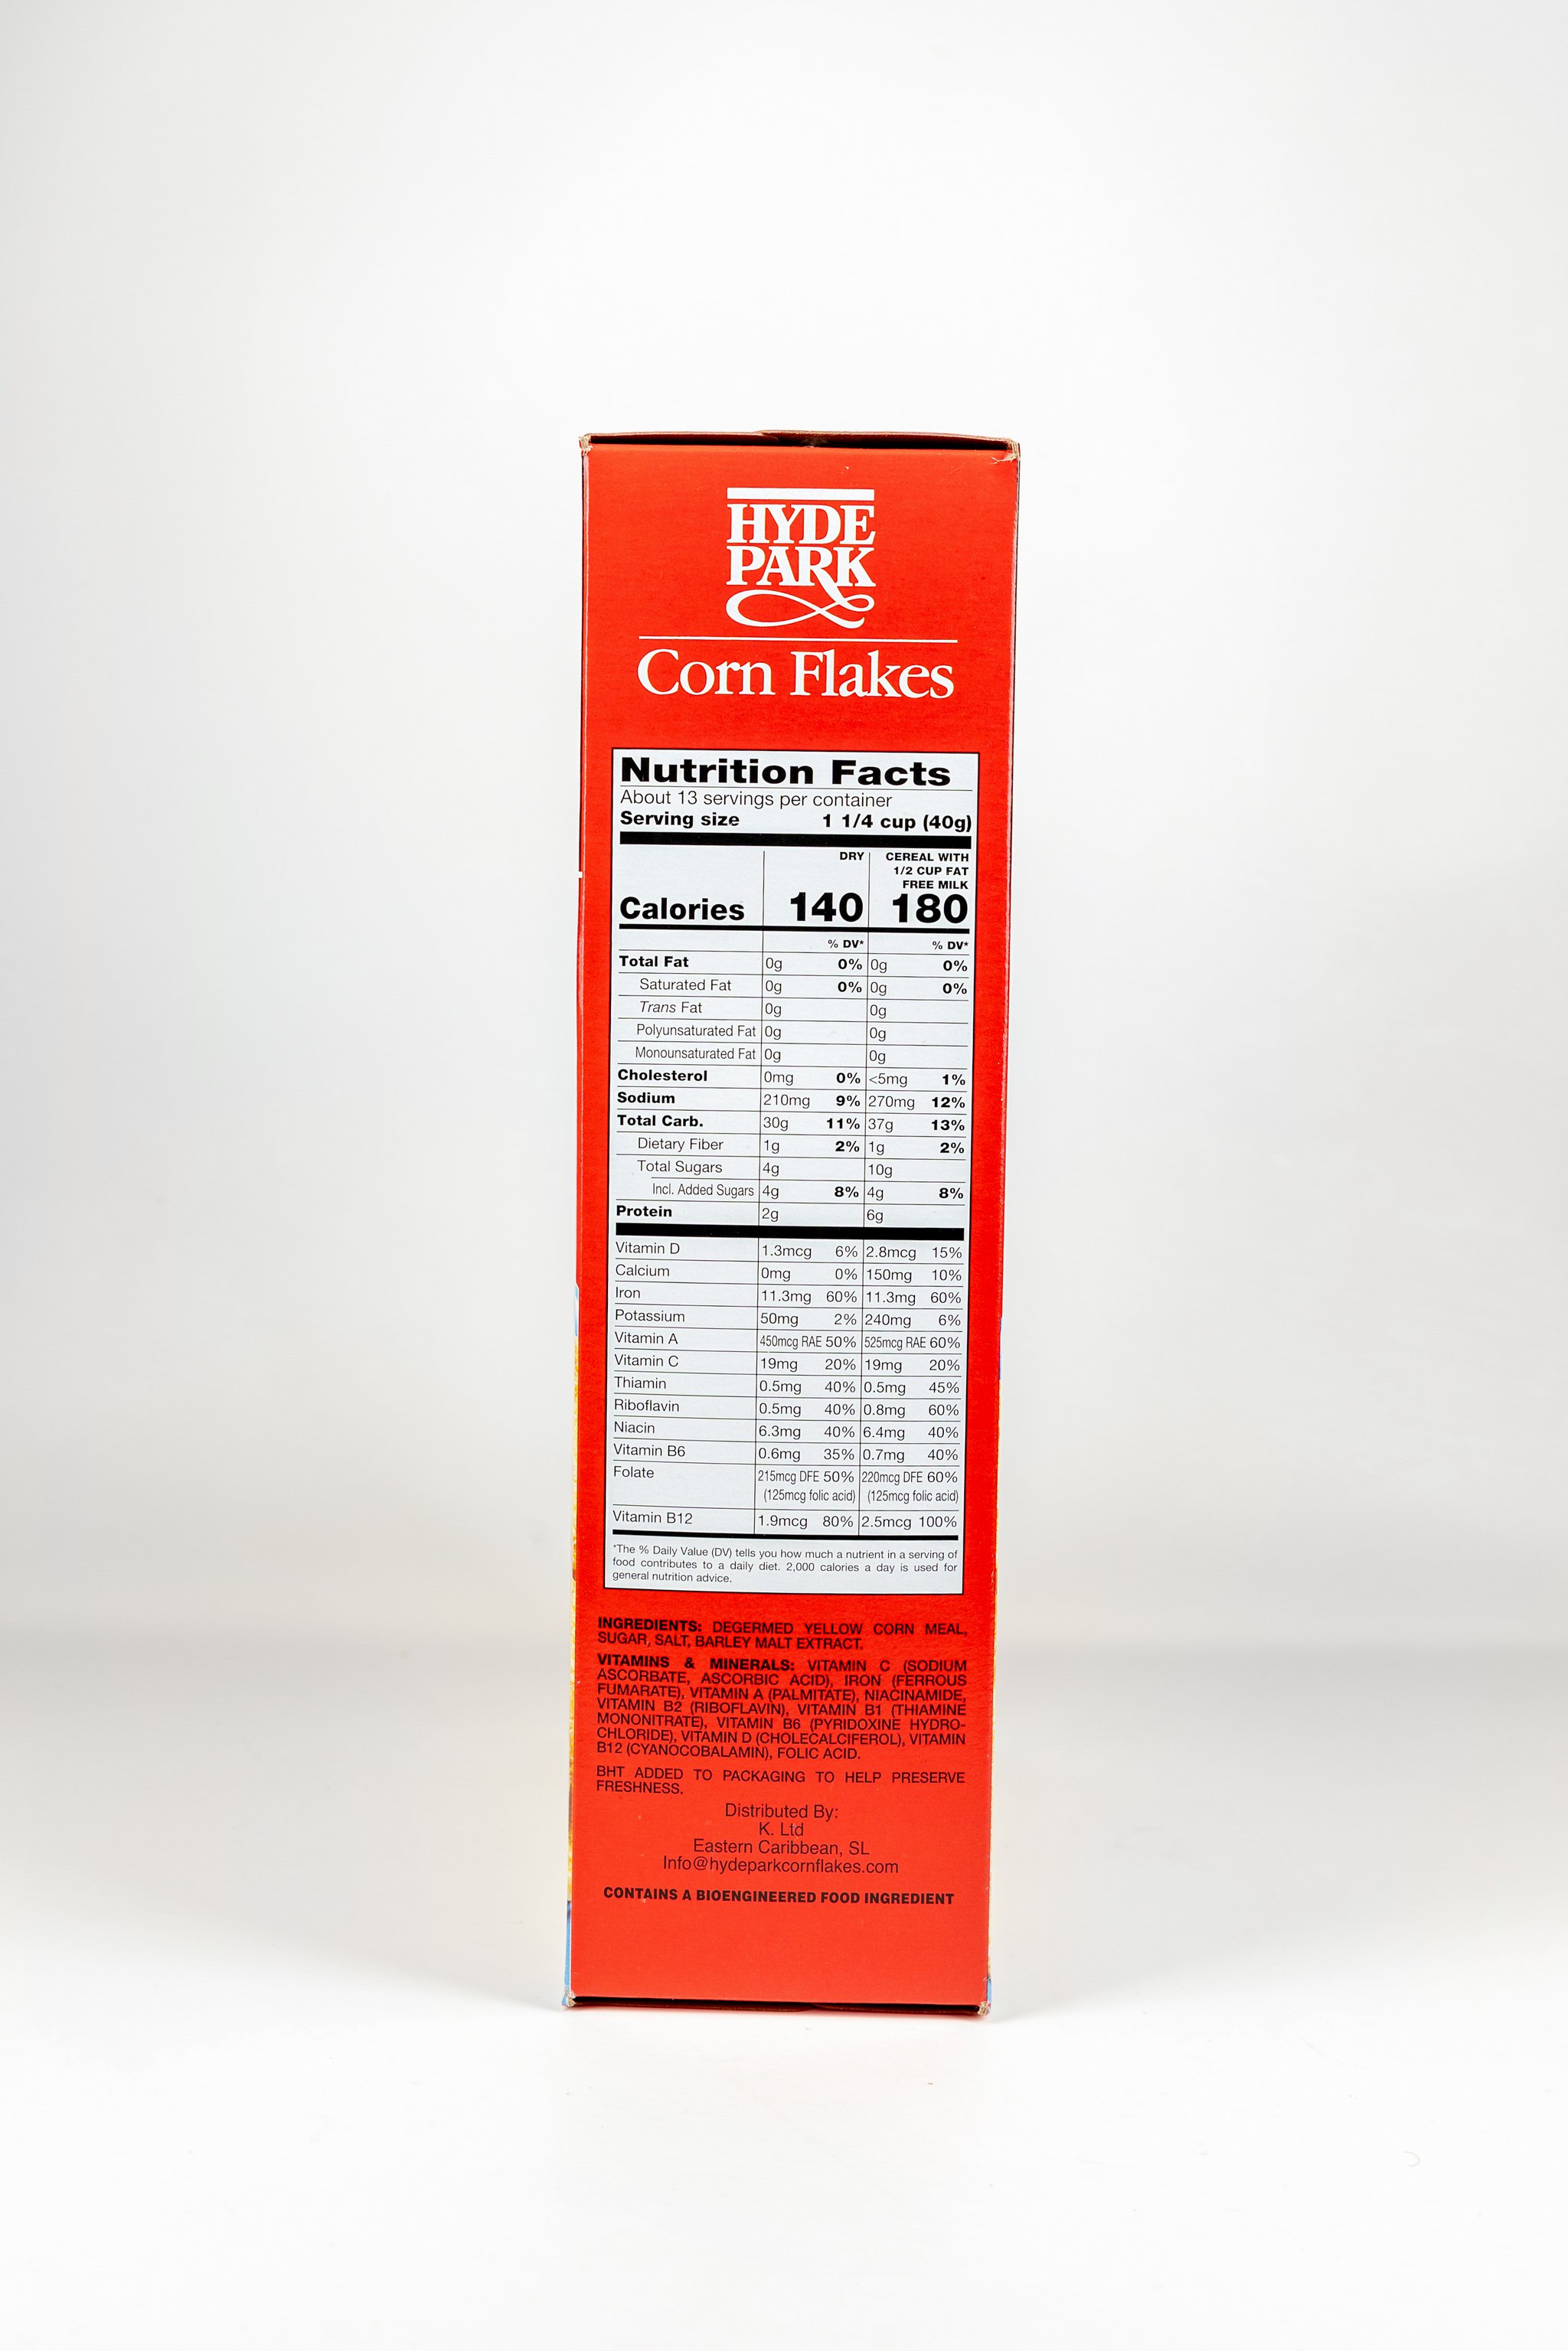 HYDE
PARK
Corn Flakes
Nutrition Facts
About 13 servings per container
Serving size 1 1/4 cup (40g)
DRY CEREAL WITH
1/2 CUP FAT
FREE MILK
Calories 140 180
% DV* % DV*
Total Fat 0g 0% 0g 0%
Saturated Fat 0g 0% 0g 0%
Trans Fat 0g 0g
Polyunsaturated Fat 0g 0g
Monounsaturated Fat 0g 0g
Cholesterol 0mg 0% <5mg 1%
Sodium 210mg 9% 270mg 12%
Total Carb. 30g 11% 37g 13%
Dietary Fiber 1g 2% 1g 2%
Total Sugars 4g 10g
Incl. Added Sugars 4g 8% 4g 8%
Protein 2g 6g
Vitamin D 1.3mcg 6% 2.8mcg 15%
Calcium 0mg 0% 150mg 10%
Iron 11.3mg 60% 11.3mg 60%
Potassium 50mg 2% 240mg 6%
Vitamin A 450mcg RAE 50% 525mcg RAE 60%
Vitamin C 19mg 20% 19mg 20%
Thiamin 0.5mg 40% 0.5mg 45%
Riboflavin 0.5mg 40% 0.8mg 60%
Niacin 6.3mg 40% 6.4mg 40%
Vitamin B6 0.6mg 35% 0.7mg 40%
Folate 215mcg DFE 50% 220mcg DFE 60%
(125mcg folic acid) (125mcg folic acid)
Vitamin B12 1.9mcg 80% 2.5mcg 100%
*The % Daily Value (DV) tells you how much a nutrient in a serving of
food contributes to a daily diet. 2,000 calories a day is used for
general nutrition advice.
INGREDIENTS: DEGERMED YELLOW CORN MEAL,
SUGAR, SALT, BARLEY MALT EXTRACT.
VITAMINS & MINERALS: VITAMIN C (SODIUM
ASCORBATE, ASCORBIC ACID), IRON (FERROUS
FUMARATE), VITAMIN A (PALMITATE), NIACINAMIDE,
VITAMIN B2 (RIBOFLAVIN), VITAMIN B1 (THIAMINE
MONONITRATE), VITAMIN B6 (PYRIDOXINE HYDRO-
CHLORIDE), VITAMIN D (CHOLECALCIFEROL), VITAMIN
B12 (CYANOCOBALAMIN), FOLIC ACID.
BHT ADDED TO PACKAGING TO HELP PRESERVE
FRESHNESS.
Distributed By:
K. Ltd
Eastern Caribbean, SL
Info@hydeparkcornflakes.com
CONTAINS A BIOENGINEERED FOOD INGREDIENT